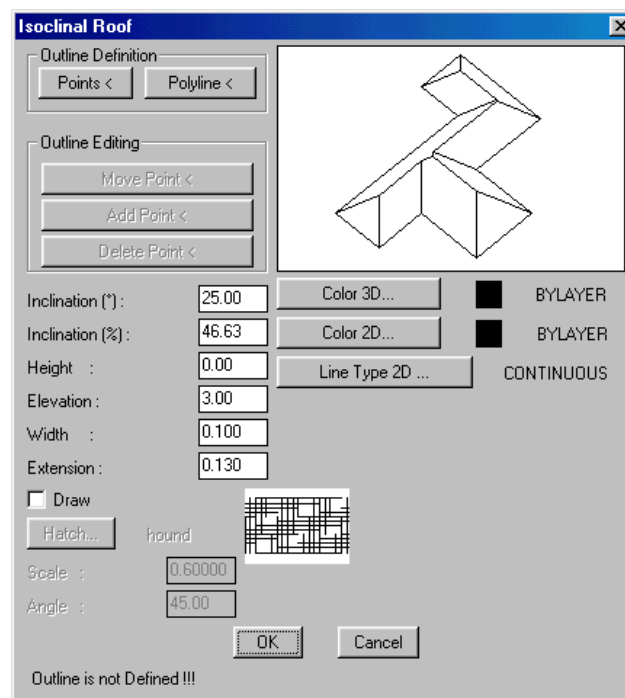 Isoclinal Roof
Outline Definition
Points < Polyline <
Outline Editing
Move Point <
Add Point <
Delete Point <
Inclination (°) : 25.00 Color 3D... BYLAYER
Inclination (%) : 46.63 Color 2D... BYLAYER
Height : 0.00 Line Type 2D ... CONTINUOUS
Elevation : 3.00
Width : 0.100
Extension : 0.130
Draw
Hatch... hound
Scale : 0.60000
Angle : 45.00
OK Cancel
Outline is not Defined !!!